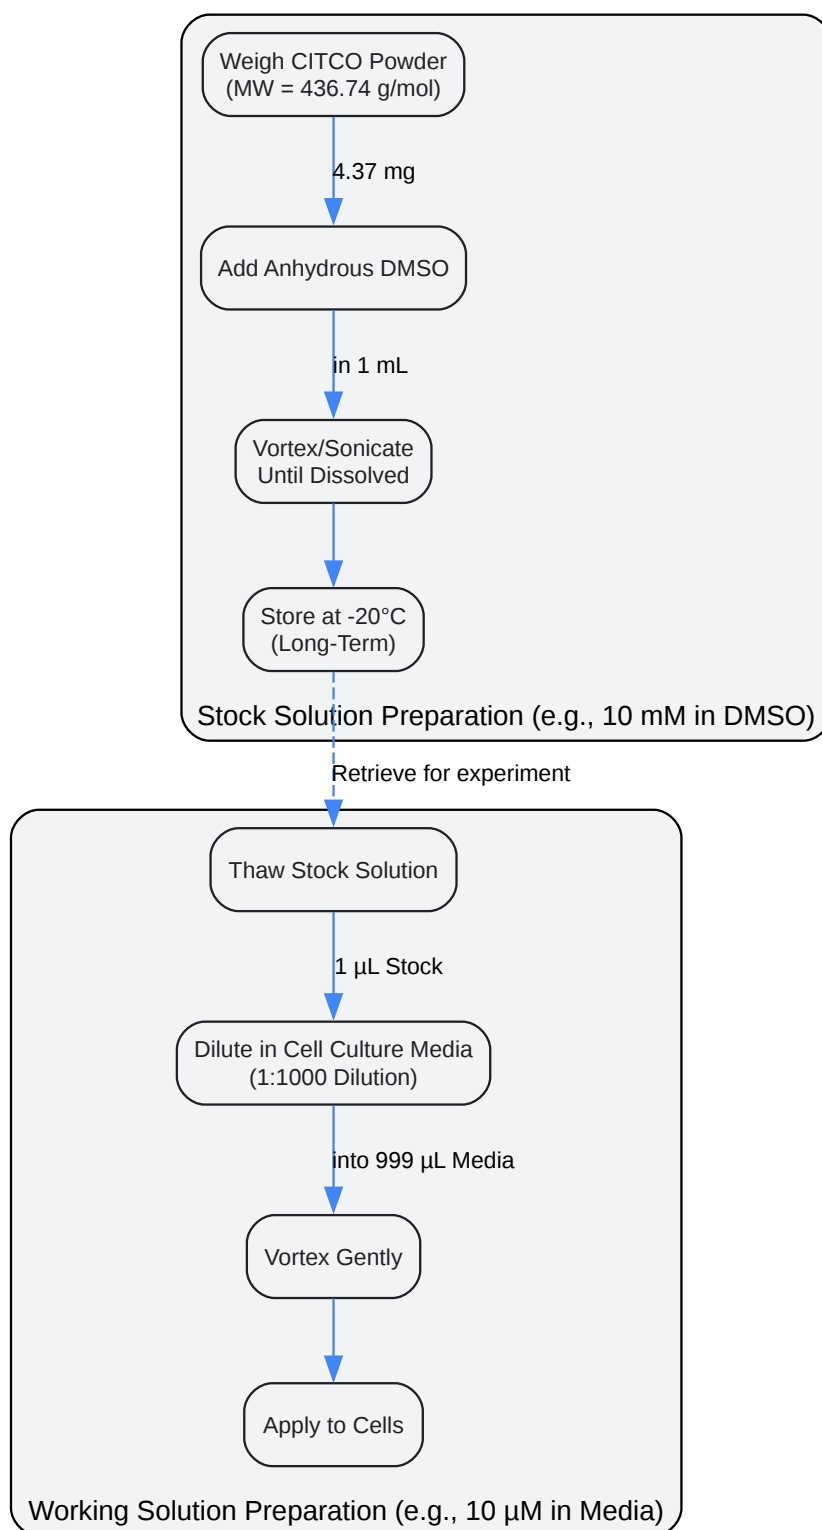 Weigh CITCO Powder
(MW = 436.74 g/mol)
4.37 mg
Add Anhydrous DMSO
in 1 mL
Vortex/Sonicate
Until Dissolved
Store at -20°C
(Long-Term)
Stock Solution Preparation (e.g., 10 mM in DMSO)
Retrieve for experiment
Thaw Stock Solution
1 µL Stock
Dilute in Cell Culture Media
(1:1000 Dilution)
into 999 µL Media
Vortex Gently
Apply to Cells
Working Solution Preparation (e.g., 10 µM in Media)